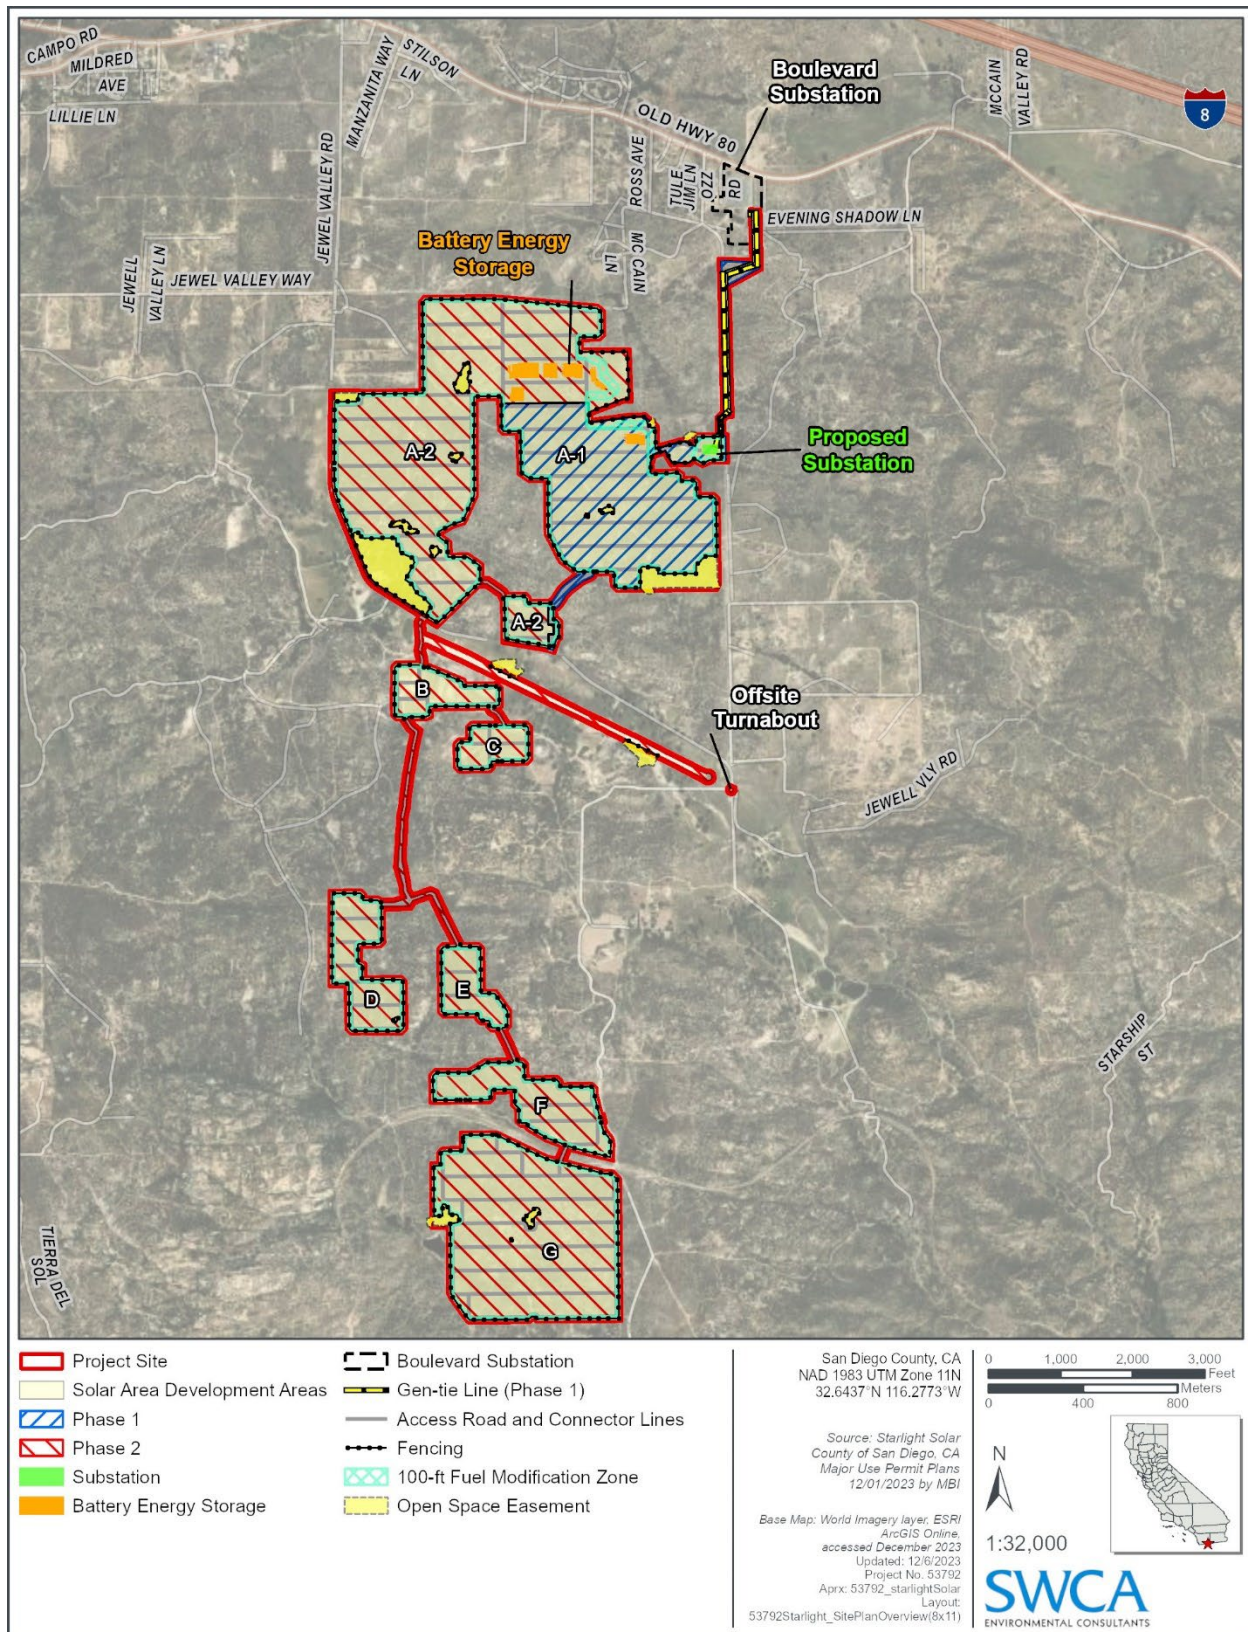 CAMPO RD
MILDRED
AVE
LILLIE LN
MANZANITA WAY
STILSON
LN
JEWEL VALLEY RD
OLD HWY 80
Boulevard
Substation
MCCAIN
VALLEY RD
8
ROSS AVE
TULE
JIM LN
OZZ
RD
EVENING SHADOW LN
MC CAIN
LN
Battery Energy
Storage
JEWELL
VALLEY LN
JEWEL VALLEY WAY
A-2
A-1
Proposed
Substation
A-2
B
C
Offsite
Turnabout
JEWELL VLY RD
D
E
F
G
STARSHIP
ST
TIERRA DEL
SOL
Project Site
Solar Area Development Areas
Phase 1
Phase 2
Substation
Battery Energy Storage
Boulevard Substation
Gen-tie Line (Phase 1)
Access Road and Connector Lines
Fencing
100-ft Fuel Modification Zone
Open Space Easement
San Diego County, CA
NAD 1983 UTM Zone 11N
32.6437°N 116.2773°W
Source: Starlight Solar
County of San Diego, CA
Major Use Permit Plans
12/01/2023 by MBI
Base Map: World Imagery layer, ESRI
ArcGIS Online,
accessed December 2023
Updated: 12/6/2023
Project No. 53792
Aprx: 53792_starlightSolar
Layout:
53792Starlight_SitePlanOverview(8x11)
0 1,000 2,000 3,000
Feet
Meters
0 400 800
N
1:32,000
SWCA
ENVIRONMENTAL CONSULTANTS